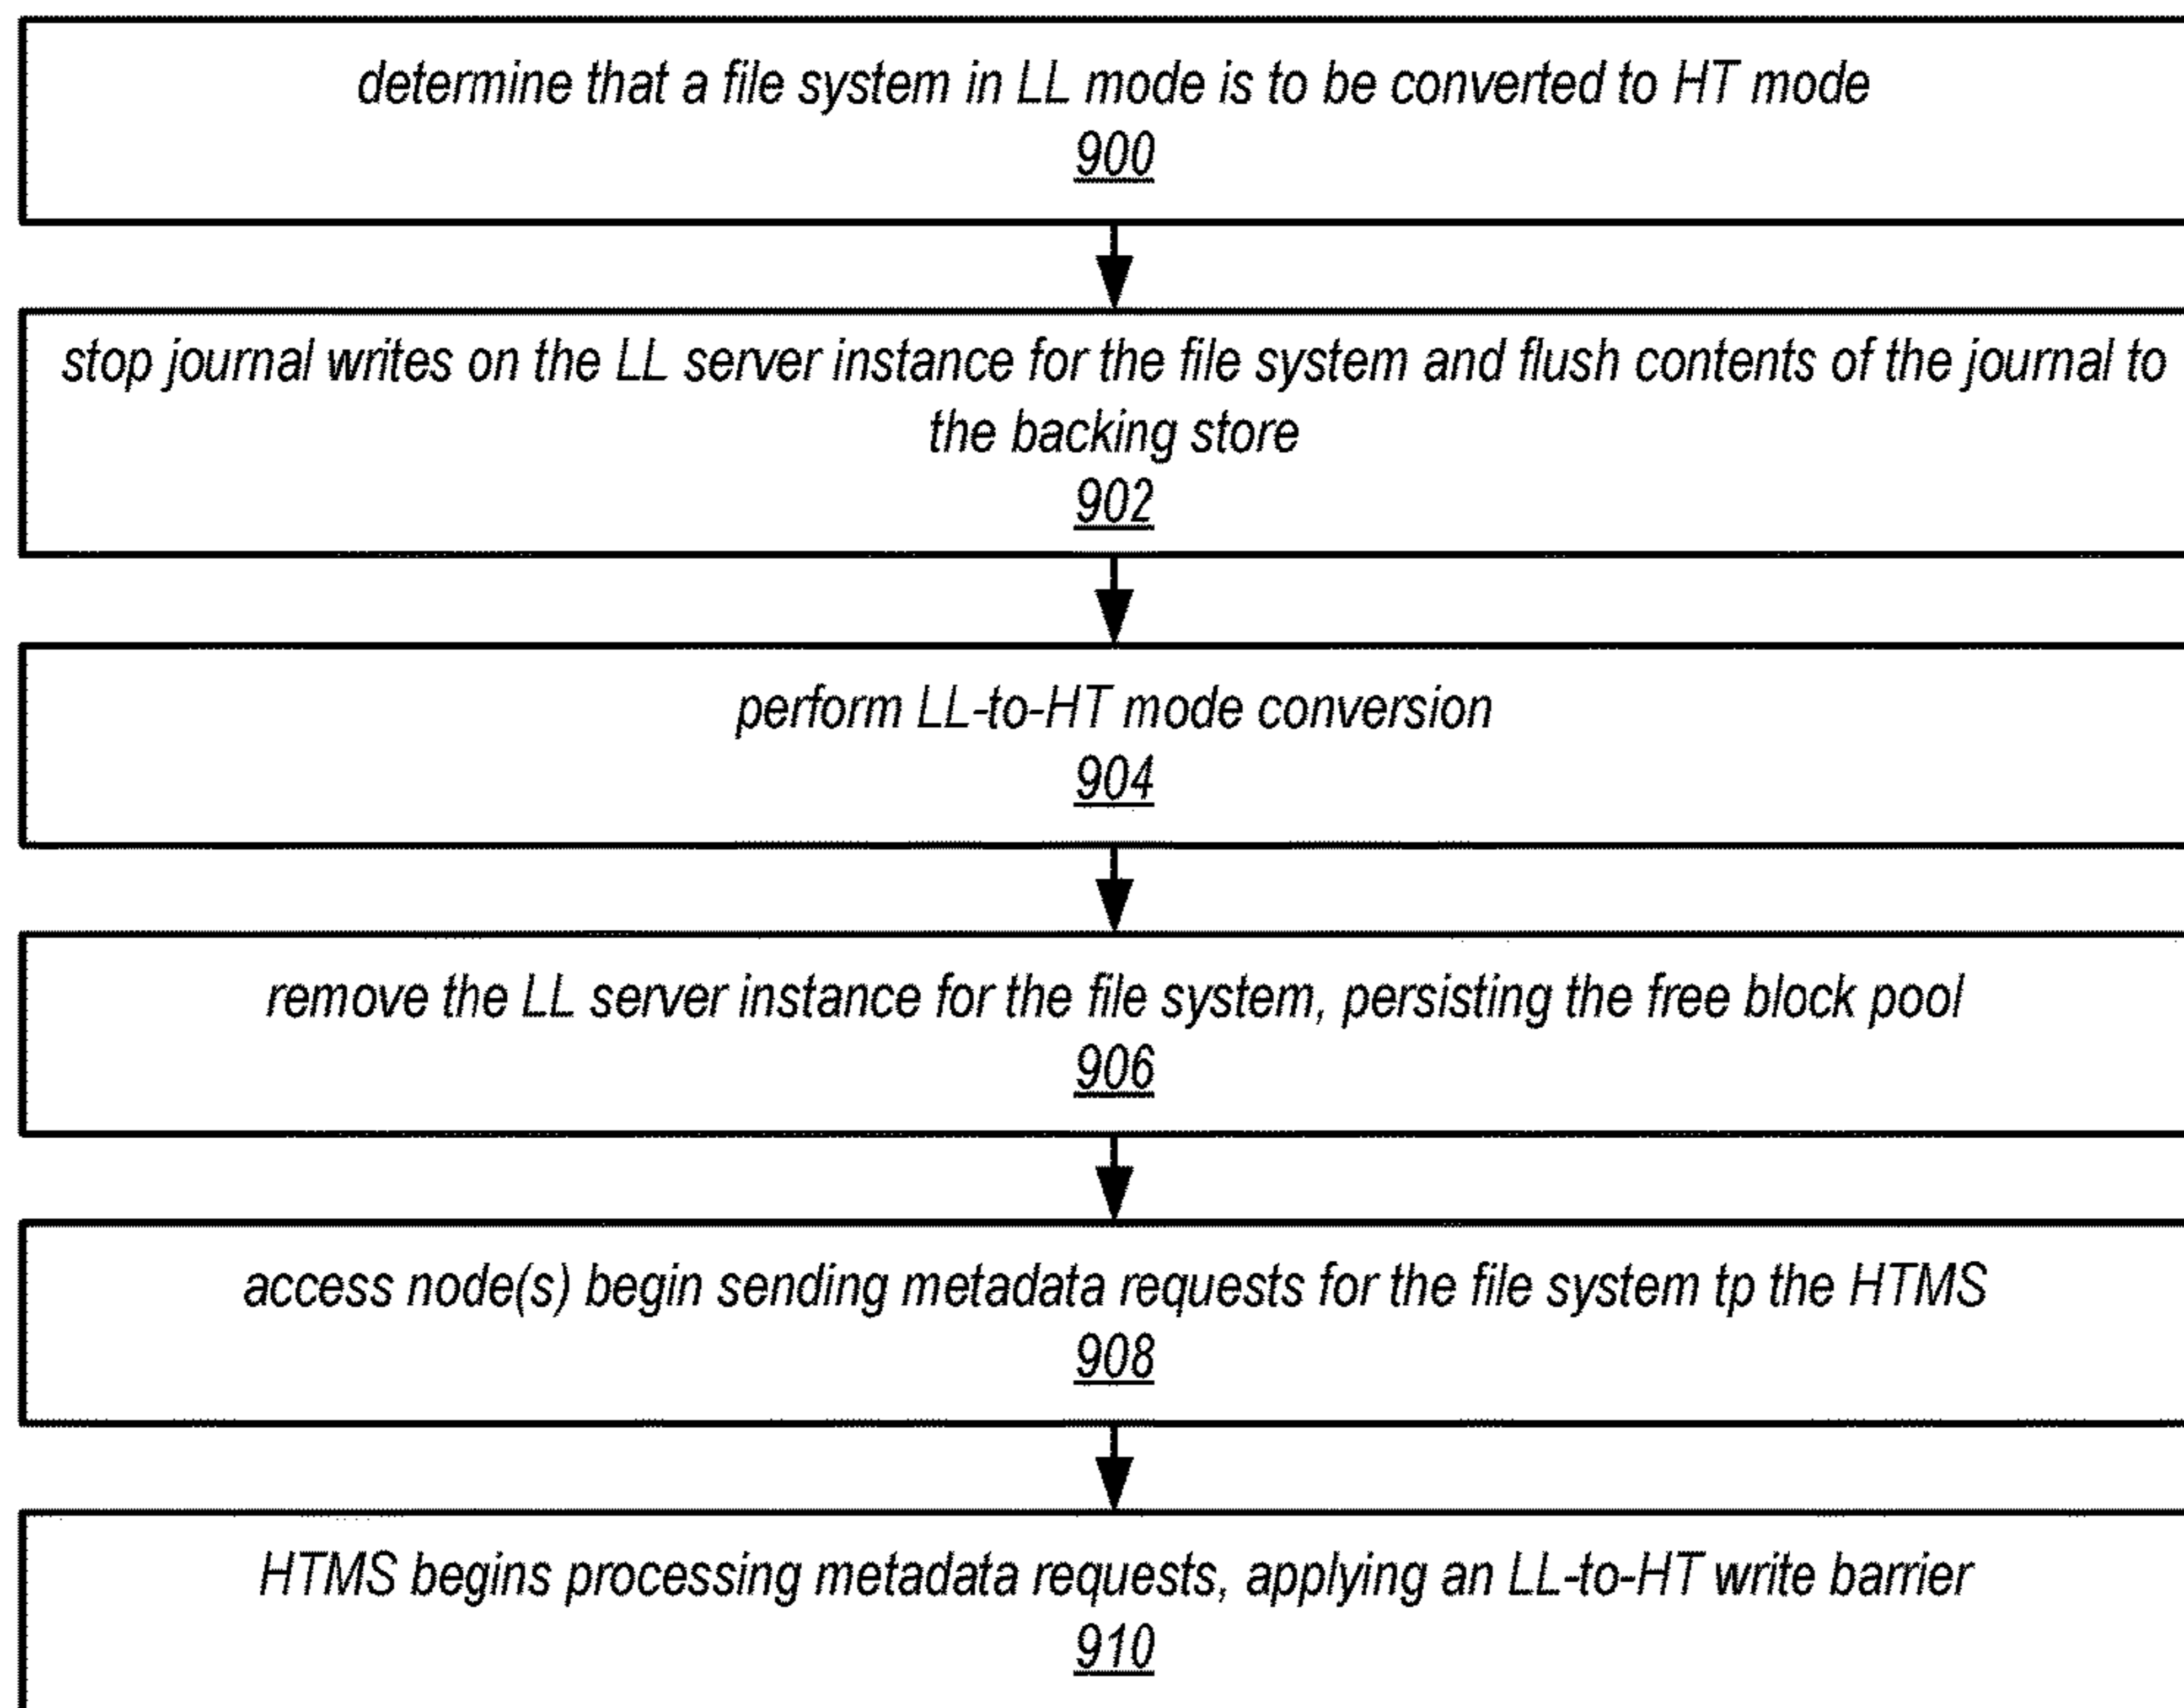 determine that a file system in LL mode is to be converted to HT mode
900
stop journal writes on the LL server instance for the file system and flush contents of the journal to
the backing store
902
perform LL-to-HT mode conversion
904
remove the LL server instance for the file system, persisting the free block pool
906
access node(s) begin sending metadata requests for the file system tp the HTMS
908
HTMS begins processing metadata requests, applying an LL-to-HT write barrier
910